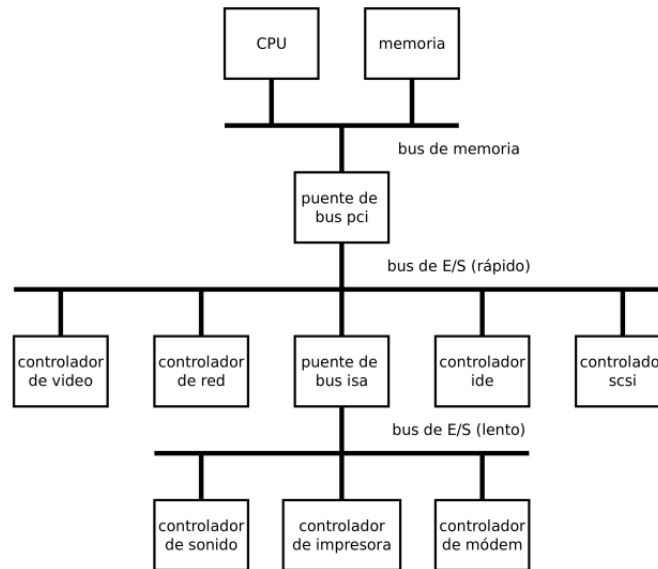 CPU
memoria
bus de memoria
puente de
bus pci
bus de E/S (rápido)
controlador
de video
controlador
de red
puente de
bus isa
controlador
ide
controlado
scsi
bus de E/S (lento)
controlador
de sonido
controlador
de impresora
controlador
de módem